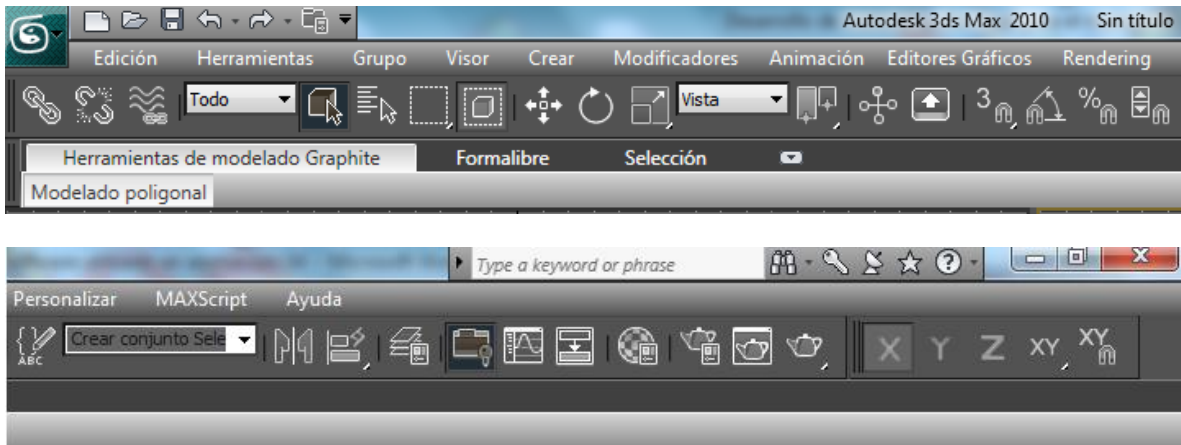 Autodesk 3ds Max 2010 Sin título
Edición Herramientas Grupo Visor Crear Modificadores Animación Editores Gráficos Rendering
Todo Vista 3 %
Herramientas de modelado Graphite Formalibre Selección
Modelado poligonal
Type a keyword or phrase ?
Personalizar MAXScript Ayuda
ABC Crear conjunto Sele X Y Z XY XY